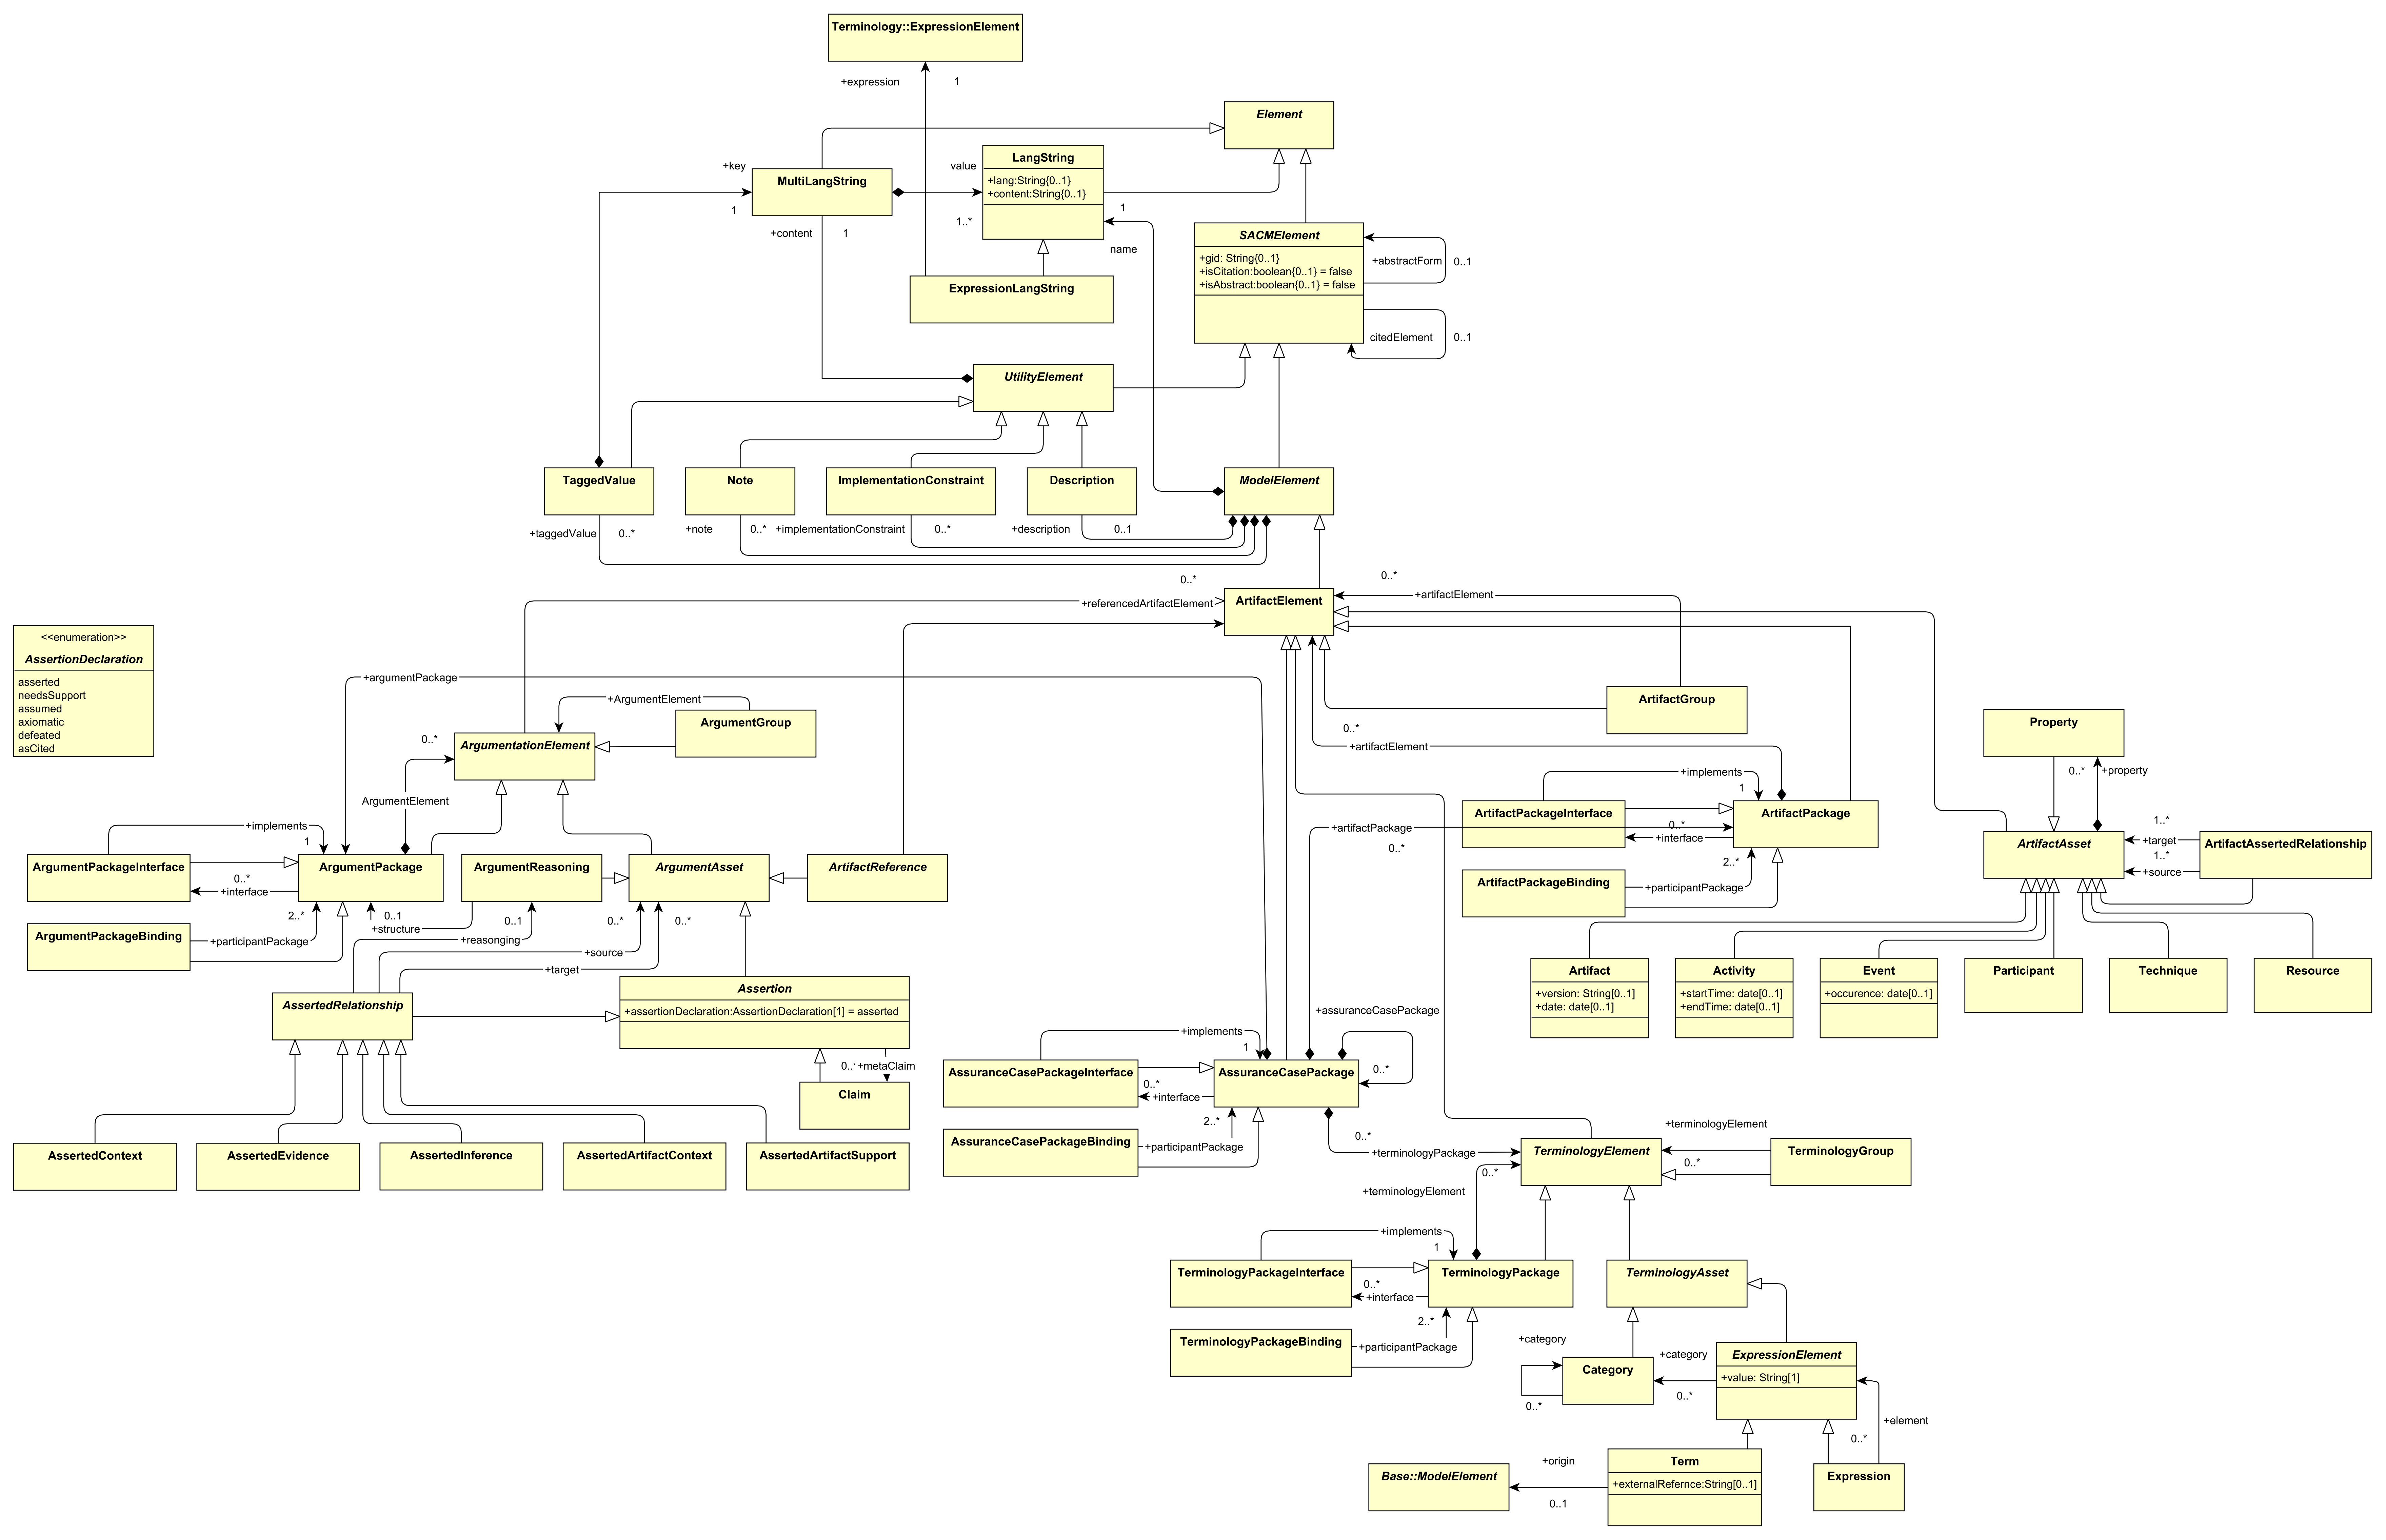 Terminology::ExpressionElement
+expression
1
Element
+key
MultiLangString
1
value
1..*
LangString
+lang:String{0..1}
+content:String{0..1}
1
name
+content
1
ExpressionLangString
SACMElement
+gid: String{0..1}
+isCitation:boolean{0..1} = false
+isAbstract:boolean{0..1} = false
+abstractForm
0..1
citedElement
0..1
UtilityElement
TaggedValue
Note
ImplementationConstraint
Description
ModelElement
+taggedValue
0..*
+note
0..*
+implementationConstraint
0..*
+description
0..1
0..*
+referencedArtifactElement
ArtifactElement
0..*
+artifactElement
<<enumeration>>
AssertionDeclaration
asserted
needsSupport
assumed
axiomatic
defeated
asCited
+argumentPackage
+ArgumentElement
ArgumentGroup
0..*
ArgumentationElement
ArgumentElement
ArtifactGroup
0..*
+artifactElement
Property
0..*
+property
+implements
1
ArtifactPackageInterface
ArtifactPackage
0..*
+interface
+artifactPackage
0..*
2..*
ArtifactPackageBinding
+participantPackage
ArtifactAsset
1..*
+target
1..*
+source
ArtifactAssertedRelationship
+implements
1
ArgumentPackageInterface
ArgumentPackage
0..*
+interface
ArgumentReasoning
ArgumentAsset
ArtifactReference
2..*
0..1
+structure
0..1
0..*
0..*
ArgumentPackageBinding
+participantPackage
+reasonging
+source
+target
Artifact
+version: String[0..1]
+date: date[0..1]
Activity
+startTime: date[0..1]
+endTime: date[0..1]
Event
+occurence: date[0..1]
Participant
Technique
Resource
AssertedRelationship
Assertion
+assertionDeclaration:AssertionDeclaration[1] = asserted
0..*
+metaClaim
Claim
AssertedContext
AssertedEvidence
AssertedInference
AssertedArtifactContext
AssertedArtifactSupport
+assuranceCasePackage
+implements
1
AssuranceCasePackageInterface
AssuranceCasePackage
0..*
0..*
+interface
2..*
AssuranceCasePackageBinding
+participantPackage
0..*
+terminologyPackage
TerminologyElement
+terminologyElement
0..*
TerminologyGroup
0..*
+terminologyElement
+implements
1
TerminologyPackageInterface
TerminologyPackage
0..*
+interface
2..*
TerminologyPackageBinding
+participantPackage
TerminologyAsset
+category
Category
0..*
+category
0..*
ExpressionElement
+value: String[1]
+element
0..*
Base::ModelElement
+origin
0..1
Term
+externalRefernce:String[0..1]
Expression